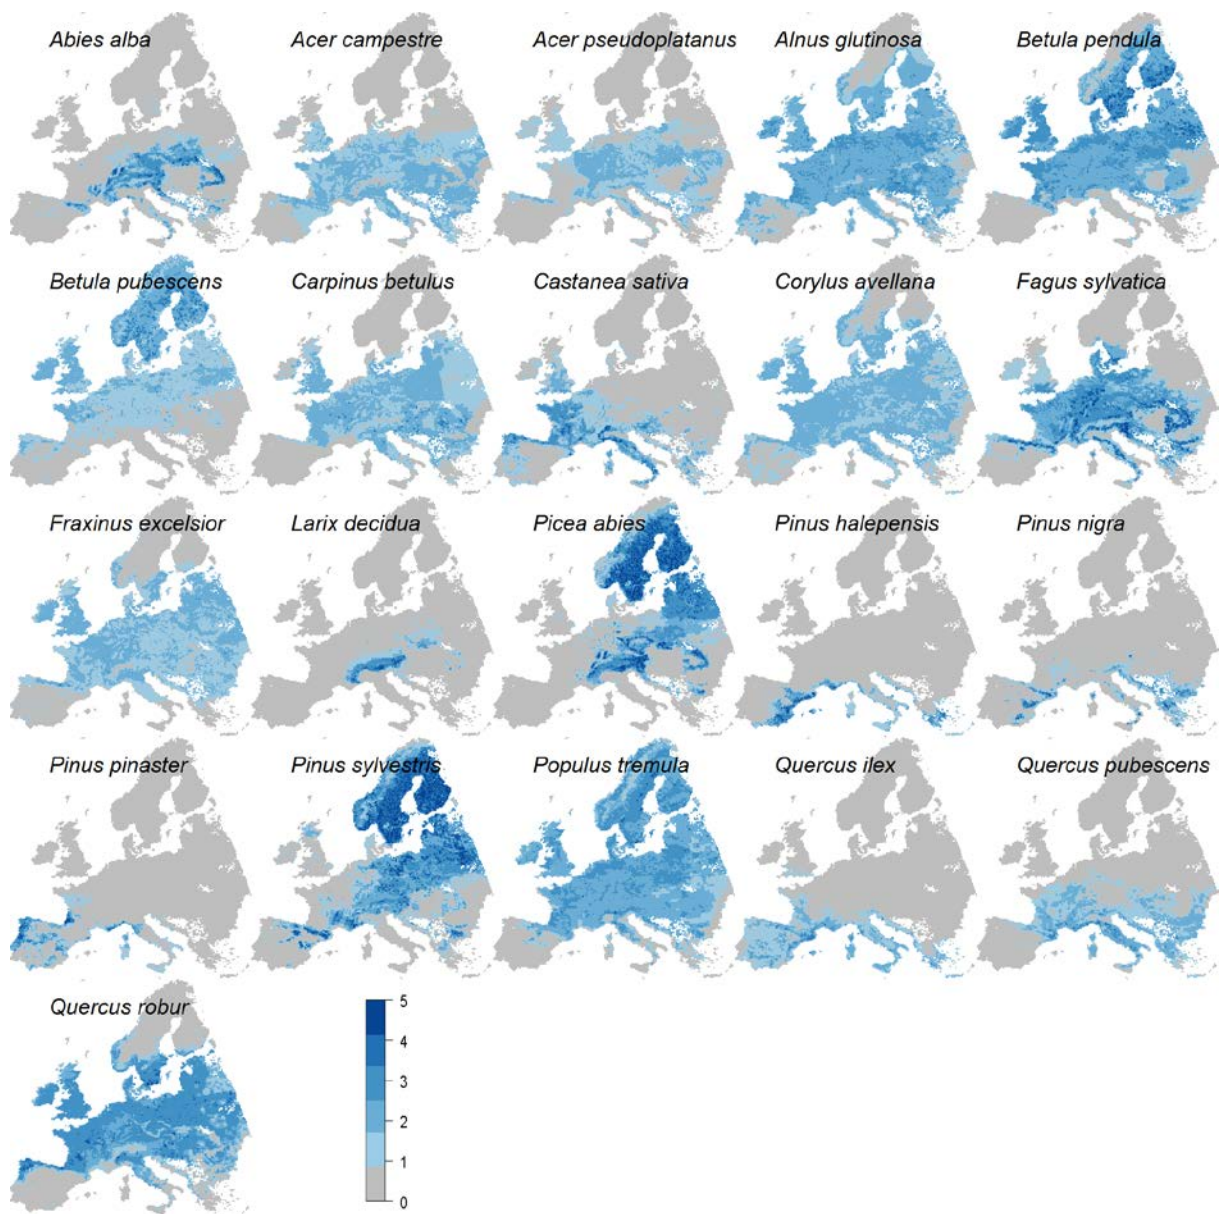 Abies alba
Acer campestre
Acer pseudoplatanus
Alnus glutinosa
Betula pendula
Betula pubescens
Carpinus betulus
Castanea sativa
Corylus avellana
Fagus sylvatica
Fraxinus excelsior
Larix decidua
Picea abies
Pinus halepensis
Pinus nigra
Pinus pinaster
Pinus sylvestris
Populus tremula
Quercus ilex
Quercus pubescens
Quercus robur
5
4
3
2
1
0